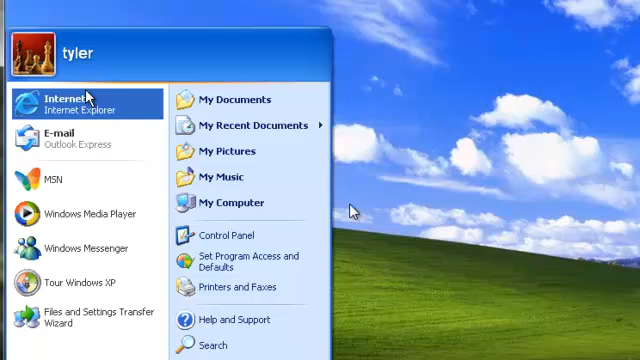 tyler
Internet
Internet Explorer
E-mail
Outlook Express
MSN
Windows Media Player
Windows Messenger
Tour Windows XP
Files and Settings Transfer
Wizard
My Documents
My Recent Documents
My Pictures
My Music
My Computer
Control Panel
Set Program Access and
Defaults
Printers and Faxes
Help and Support
Search